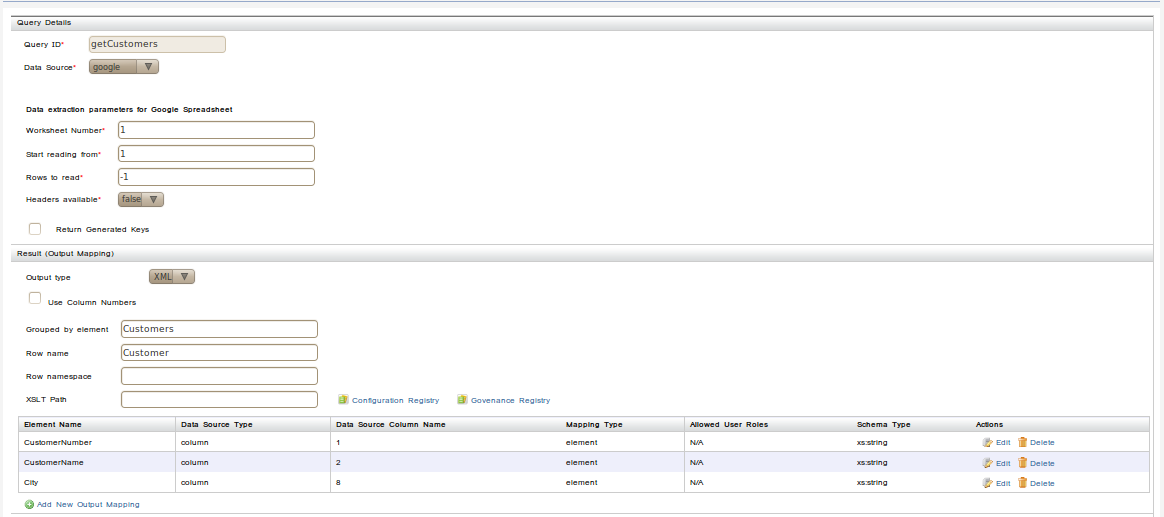 Query Details
Query ID* getCustomers
Data Source* google
Data extraction parameters for Google Spreadsheet
Worksheet Number* 1
Start reading from* 1
Rows to read* -1
Headers available* false
Return Generated Keys
Result (Output Mapping)
Output type XML
Use Column Numbers
Grouped by element Customers
Row name Customer
Row namespace
XSLT Path Configuration Registry Govenance Registry
Element Name Data Source Type Data Source Column Name Mapping Type Allowed User Roles Schema Type Actions
CustomerNumber column 1 element N/A xs:string Edit Delete
CustomerName column 2 element N/A xs:string Edit Delete
City column 8 element N/A xs:string Edit Delete
Add New Output Mapping